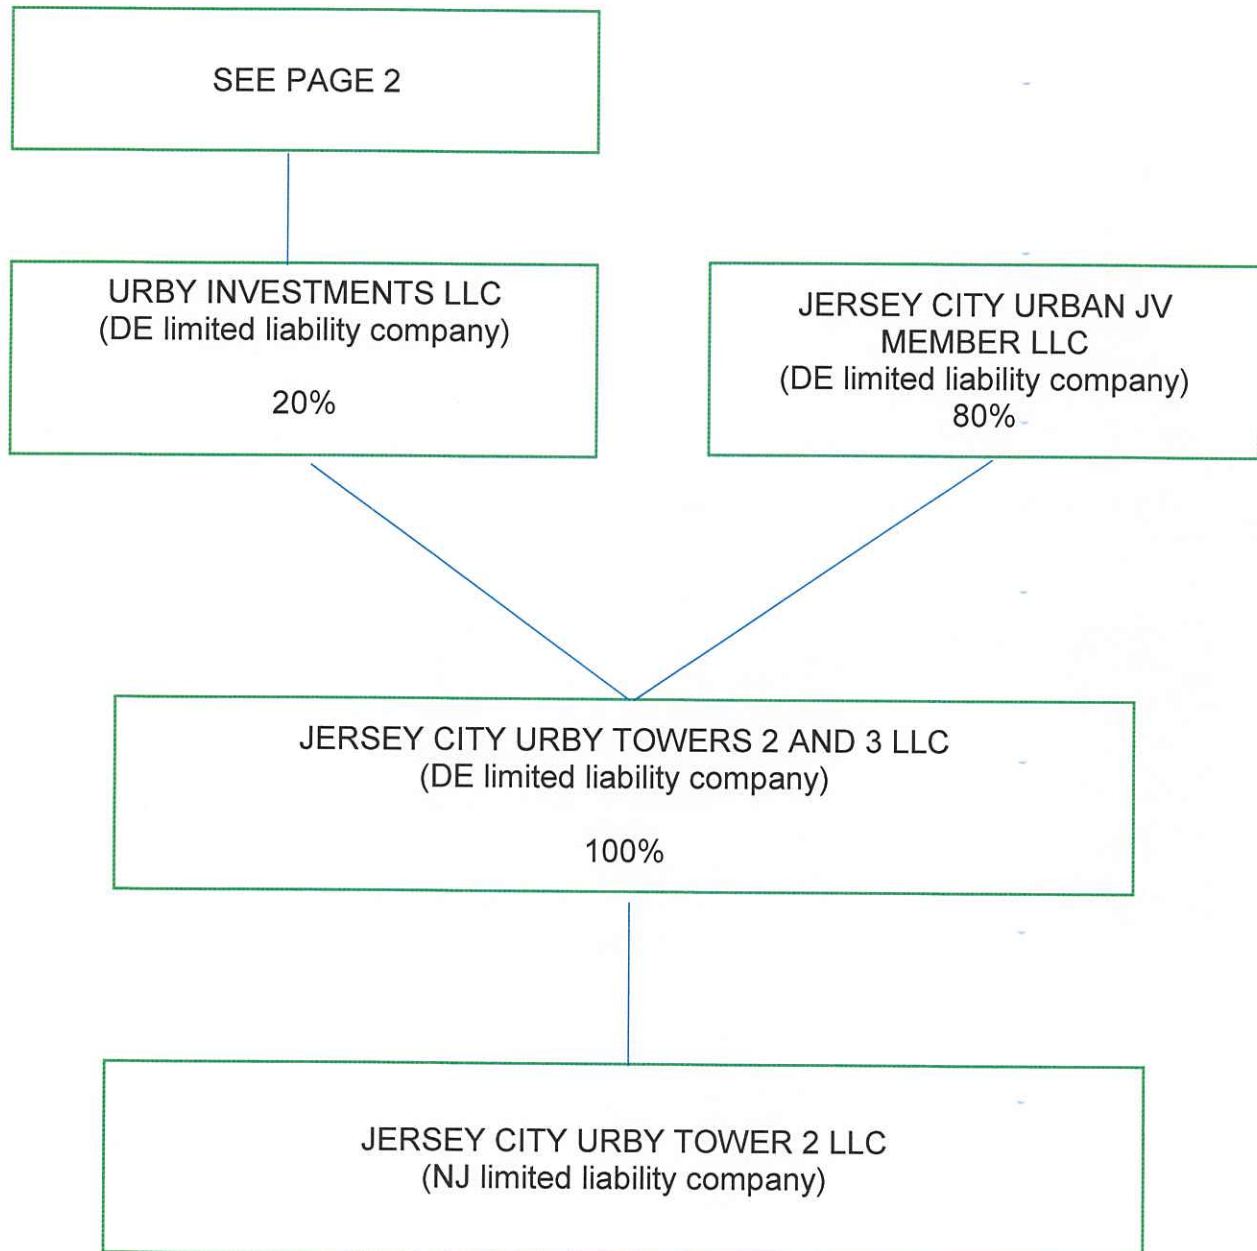 SEE PAGE 2
URBY INVESTMENTS LLC
(DE limited liability company)
20%
JERSEY CITY URBAN JV
MEMBER LLC
(DE limited liability company)
80%
JERSEY CITY URBY TOWERS 2 AND 3 LLC
(DE limited liability company)
100%
JERSEY CITY URBY TOWER 2 LLC
(NJ limited liability company)